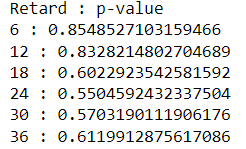 Retard : p-value
6 : 0.8548527103159466
12 : 0.8328214802704689
18 : 0.6022923542581592
24 : 0.5504592432337504
30 : 0.5703190111906176
36 : 0.6119912875617086